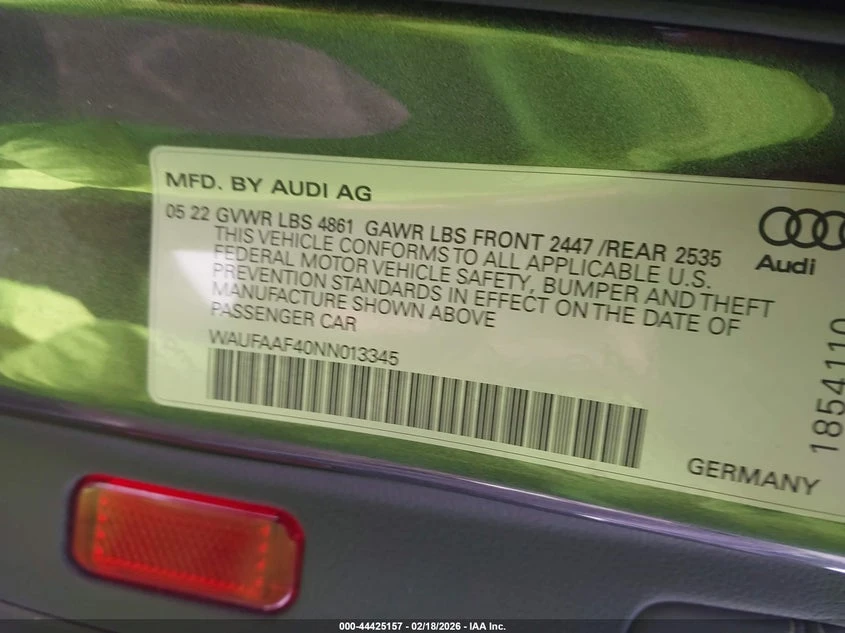 MFD. BY AUDI AG
05 22 GVWR LBS 4861 GAWR LBS FRONT 2447 /REAR 2535
THIS VEHICLE CONFORMS TO ALL APPLICABLE U.S.
FEDERAL MOTOR VEHICLE SAFETY, BUMPER AND THEFT
PREVENTION STANDARDS IN EFFECT ON THE DATE OF
MANUFACTURE SHOWN ABOVE
PASSENGER CAR
WAUFAAF40NN013345
Audi
1854110
GERMANY
000-44425157 - 02/18/2026 - IAA Inc.